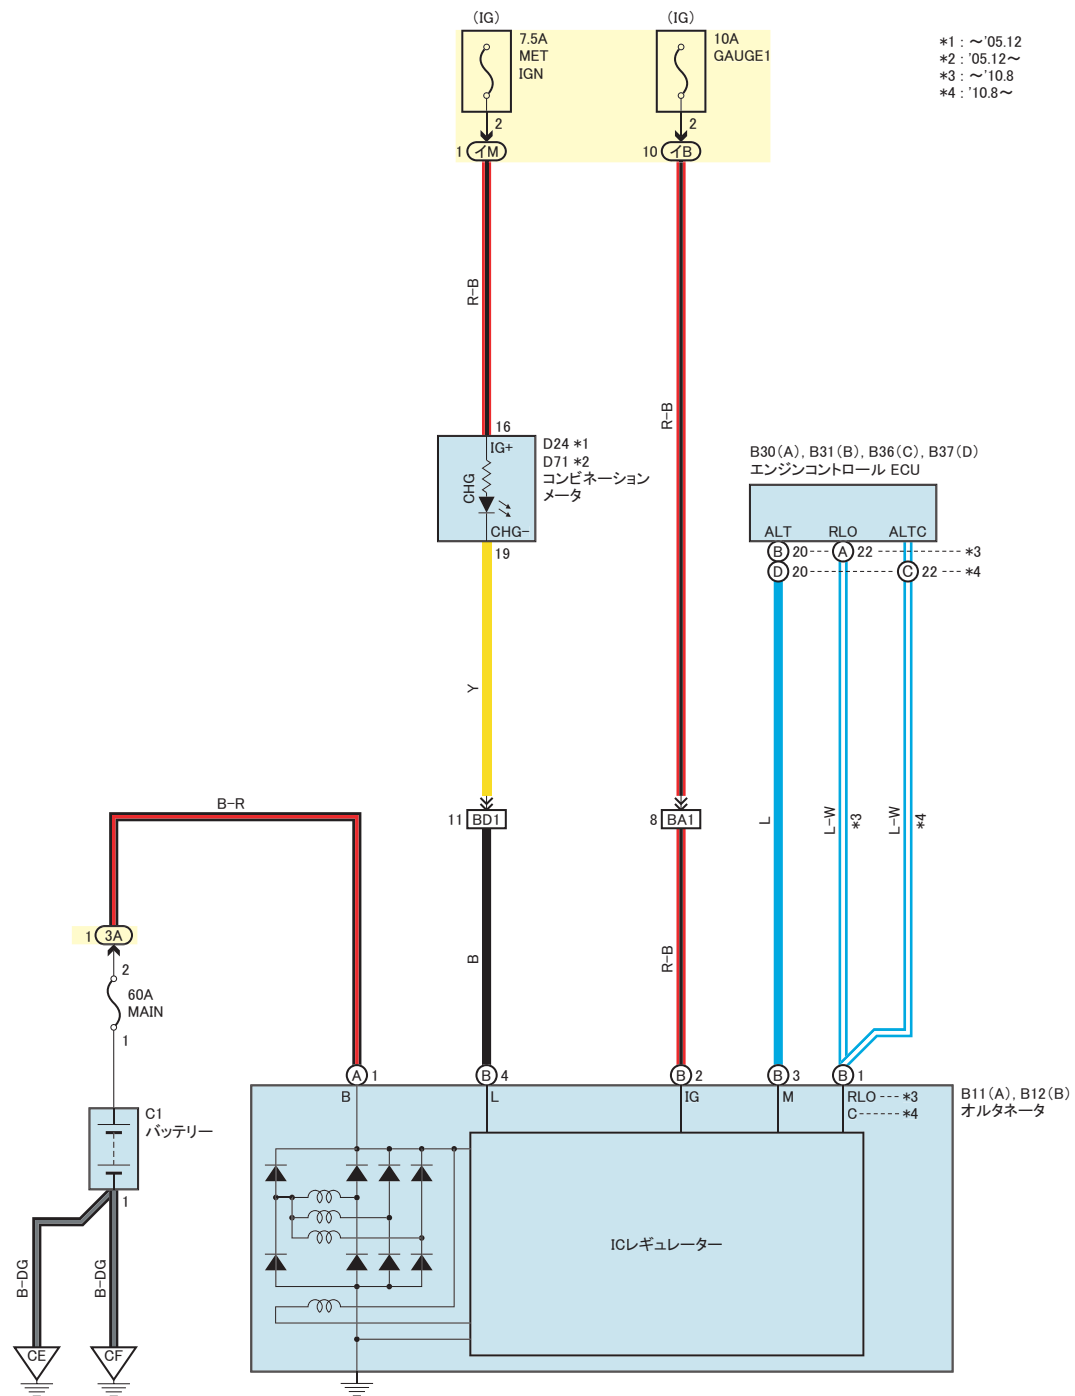 (IG)
(IG)
7.5A
MET
IGN
10A
GAUGE1
*1 : ～'05.12
*2 : '05.12～
*3 : ～'10.8
*4 : '10.8～
2
2
1 イM
10 イB
R-B
R-B
16
IG+
CHG
CHG-
19
D24 *1
D71 *2
コンビネーション
メータ
B30(A), B31(B), B36(C), B37(D)
エンジンコントロール ECU
ALT
RLO
ALTC
B 20
A 22
*3
D 20
C 22
*4
Y
B-R
11 BD1
8 BA1
L
L-W
*3
L-W
*4
1 3A
2
60A
MAIN
1
B
R-B
A 1
B 4
B 2
B 3
B 1
B
L
IG
M
RLO --- *3
C ----- *4
B11(A), B12(B)
オルタネータ
C1
バッテリー
1
ICレギュレーター
B-DG
B-DG
CE
CF